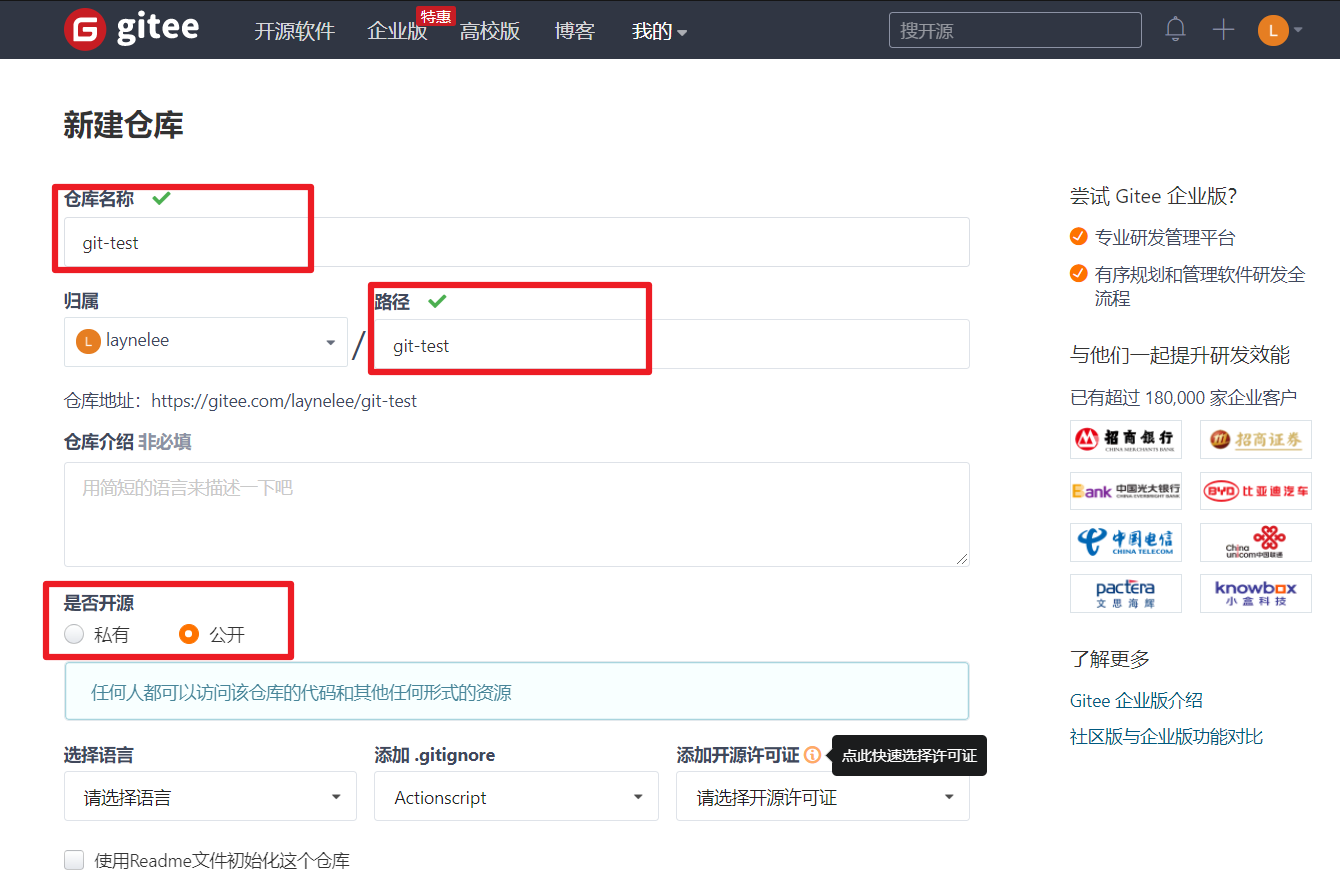 gitee
开源软件 企业版 特惠 高校版 博客 我的
搜开源
L
新建仓库
仓库名称
git-test
归属
路径
L laynelee
/
git-test
仓库地址：https://gitee.com/laynelee/git-test
仓库介绍 非必填
用简短的语言来描述一下吧
是否开源
私有 公开
任何人都可以访问该仓库的代码和其他任何形式的资源
选择语言 添加 .gitignore 添加开源许可证 点此快速选择许可证
请选择语言 Actionscript 请选择开源许可证
使用Readme文件初始化这个仓库
尝试 Gitee 企业版？
专业研发管理平台
有序规划和管理软件研发全
流程
与他们一起提升研发效能
已有超过 180,000 家企业客户
招商银行
CHINA MERCHANTS BANK
招商证券
Bank 中国光大银行
CHINA EVERBRIGHT BANK
BYD 比亚迪汽车
中国电信
CHINA TELECOM
China
unicom中国联通
pactera
文思海辉
knowbox
小盒科技
了解更多
Gitee 企业版介绍
社区版与企业版功能对比